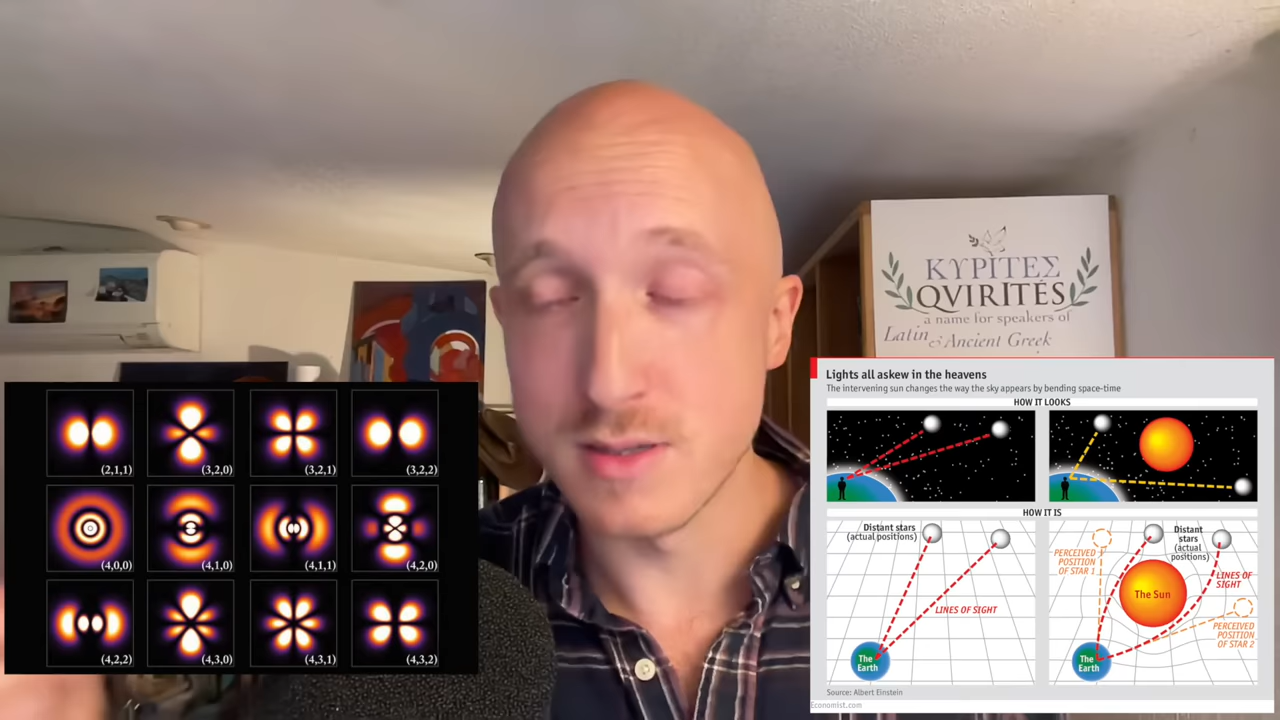 ΚΥΡΙΤΕΣ
QVIRITES
a name for speakers of
Latin & Ancient Greek
(2,1,1)
(3,2,0)
(3,2,1)
(3,2,2)
(4,0,0)
(4,1,0)
(4,1,1)
(4,2,0)
(4,2,2)
(4,3,0)
(4,3,1)
(4,3,2)
Lights all askew in the heavens
The intervening sun changes the way the sky appears by bending space-time
HOW IT LOOKS
HOW IT IS
Distant stars
(actual positions)
LINES OF SIGHT
The
Earth
PERCEIVED
POSITION
OF STAR 1
Distant
stars
(actual
positions)
LINES OF
SIGHT
The Sun
PERCEIVED
POSITION
OF STAR 2
The
Earth
Source: Albert Einstein
Economist.com